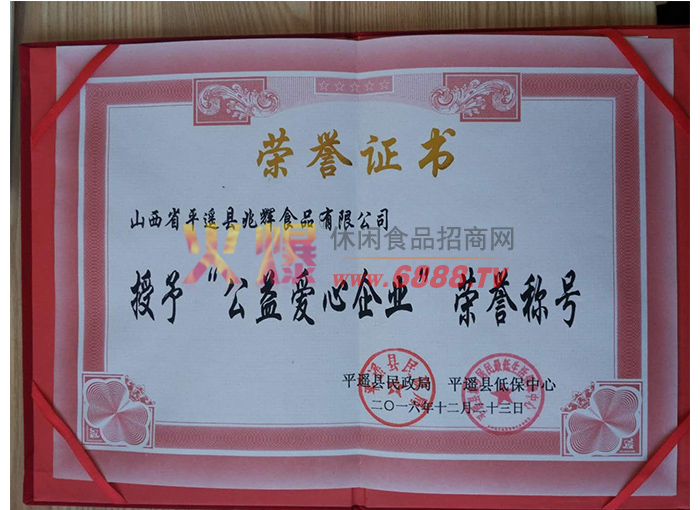 荣誉证书
山西省平遥县兆辉食品有限公司
火爆 休闲食品招商网
www.6888.TV
授予“公益爱心企业”荣誉称号
平遥县民政局 平遥县低保中心
二〇一六年十二月二十三日